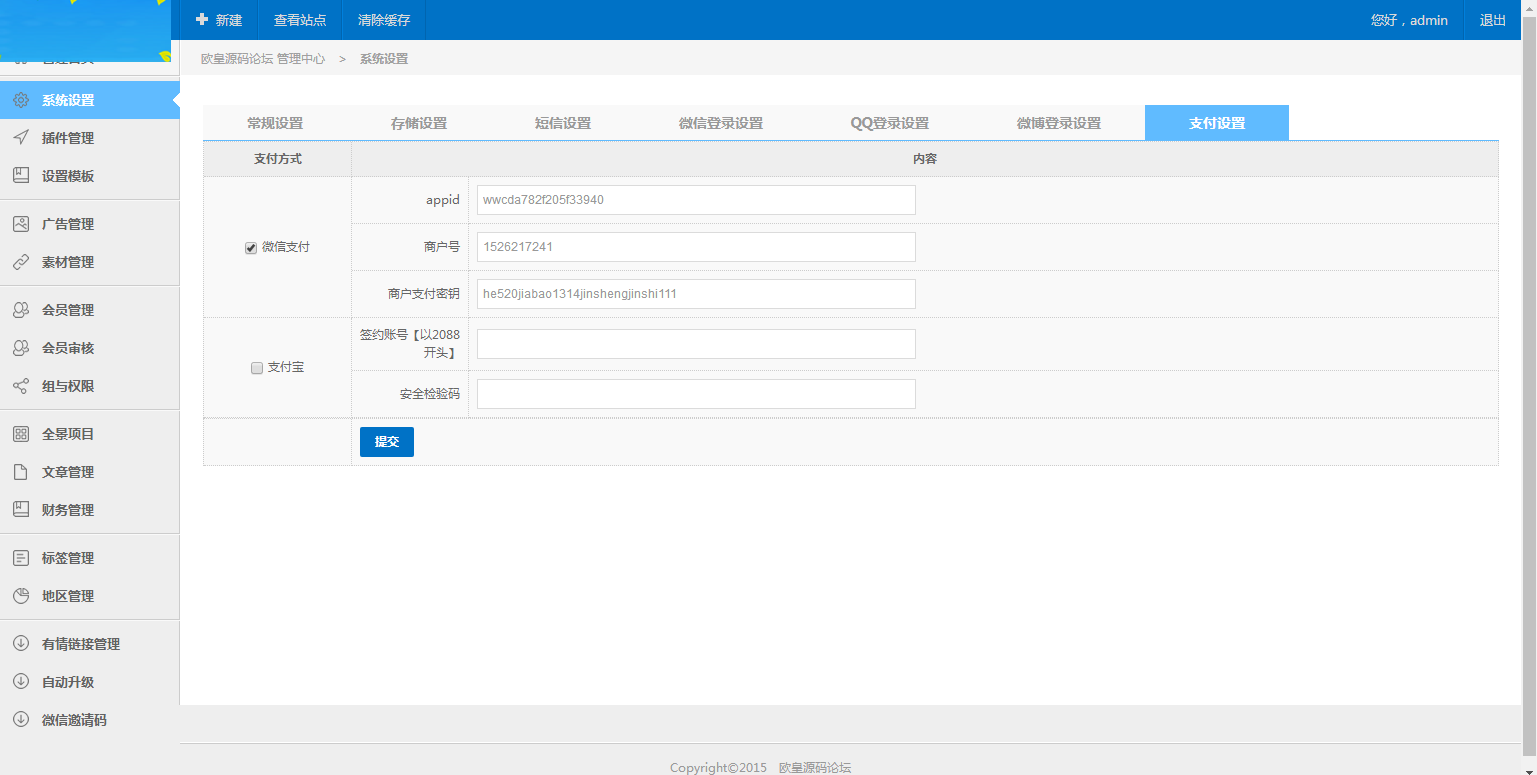 新建
查看站点
清除缓存
您好，admin
退出
欧皇源码论坛 管理中心 > 系统设置
系统设置
插件管理
设置模板
广告管理
素材管理
会员管理
会员审核
组与权限
全景项目
文章管理
财务管理
标签管理
地区管理
有情链接管理
自动升级
微信邀请码
常规设置
存储设置
短信设置
微信登录设置
QQ登录设置
微博登录设置
支付设置
支付方式
内容
微信支付
appid
wwcda782f205f33940
商户号
1526217241
商户支付密钥
he520jiabao1314jinshengjinshi111
支付宝
签约账号【以2088
开头】
安全检验码
提交
Copyright©2015 欧皇源码论坛